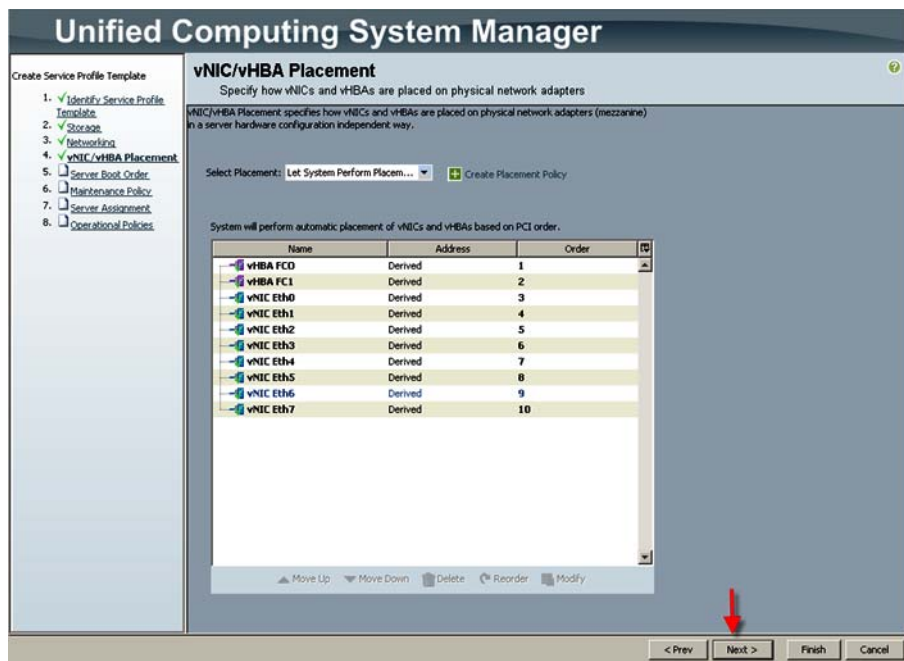 Unified Computing System Manager
Create Service Profile Template
1. Identify Service Profile
Template
2. Storage
3. Networking
4. vNIC/vHBA Placement
5. Server Boot Order
6. Maintenance Policy
7. Server Assignment
8. Operational Policies
vNIC/vHBA Placement
Specify how vNICs and vHBAs are placed on physical network adapters
vNIC/vHBA Placement specifies how vNICs and vHBAs are placed on physical network adapters (mezzanine)
in a server hardware configuration independent way.
Select Placement: Let System Perform Placem... Create Placement Policy
System will perform automatic placement of vNICs and vHBAs based on PCI order.
Name Address Order
vHBA FC0 Derived 1
vHBA FC1 Derived 2
vNIC Eth0 Derived 3
vNIC Eth1 Derived 4
vNIC Eth2 Derived 5
vNIC Eth3 Derived 6
vNIC Eth4 Derived 7
vNIC Eth5 Derived 8
vNIC Eth6 Derived 9
vNIC Eth7 Derived 10
Move Up Move Down Delete Reorder Modify
< Prev Next > Finish Cancel